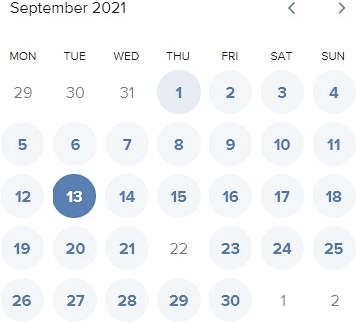 September 2021
MON TUE WED THU FRI SAT SUN
29 30 31 1 2 3 4
5 6 7 8 9 10 11
12 13 14 15 16 17 18
19 20 21 22 23 24 25
26 27 28 29 30 1 2